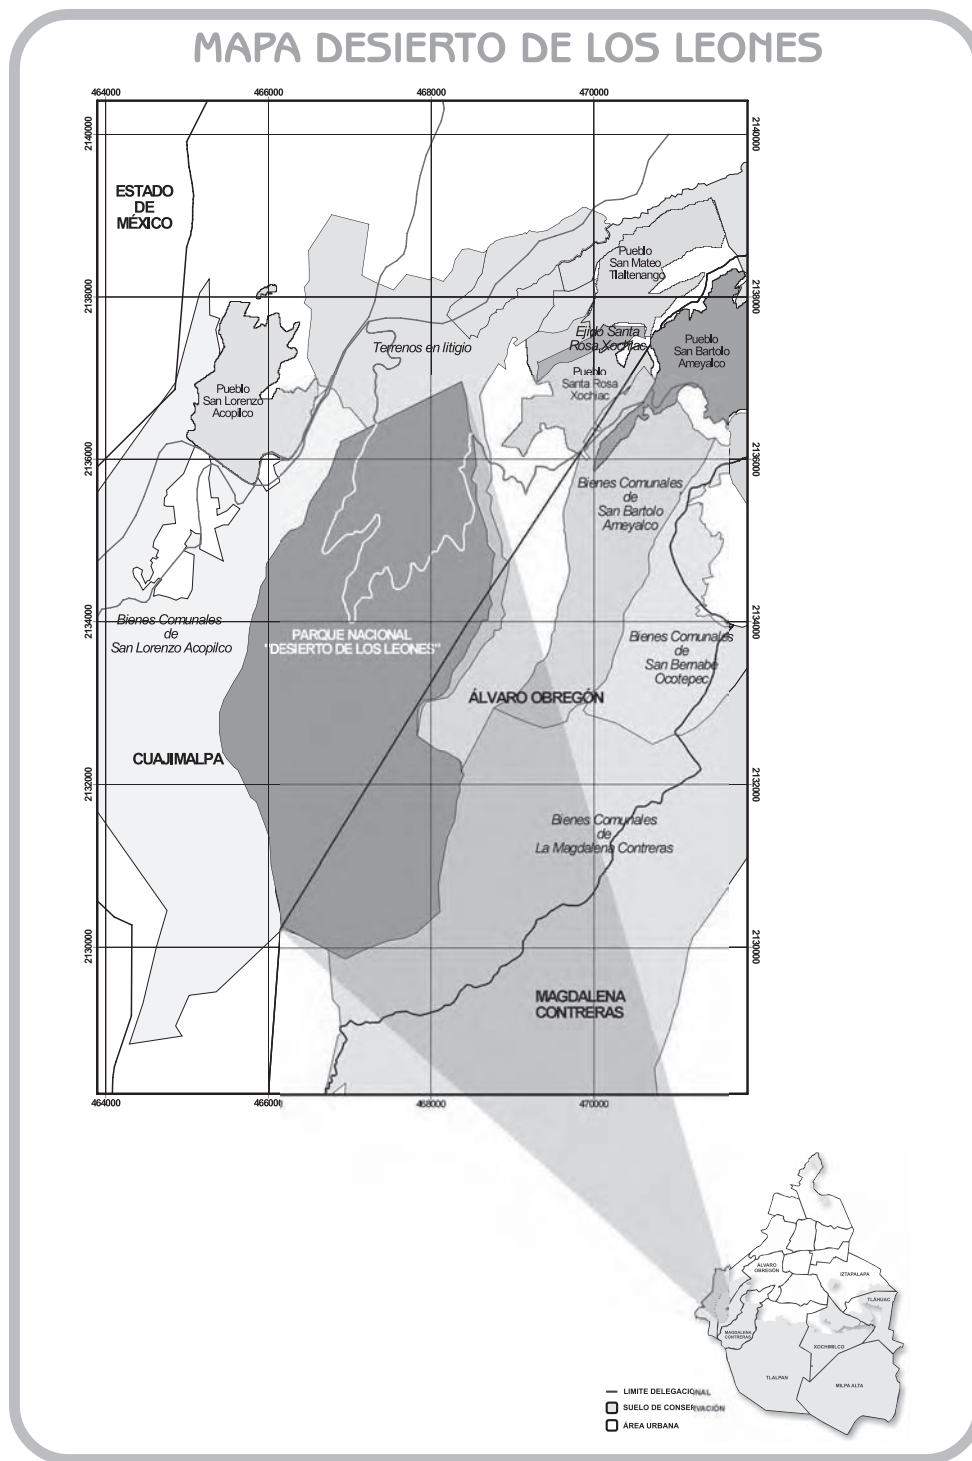 MAPA DESIERTO DE LOS LEONES
464000
466000
468000
470000
2140000
2140000
ESTADO
DE
MÉXICO
Pueblo
San Mateo
Tlaltenango
2138000
2138000
Terrenos en litigio
Ejido Santa
Rosa Xochiac
Pueblo
San Bartolo
Ameyalco
Pueblo
San Lorenzo
Acopilco
Pueblo
Santa Rosa
Xochiac
2136000
2136000
Bienes Comunales
de
San Bartolo
Ameyalco
2134000
2134000
Bienes Comunales
de
San Lorenzo Acopilco
PARQUE NACIONAL
"DESIERTO DE LOS LEONES"
Bienes Comunales
de
San Bernabé
Ocotepec
ÁLVARO OBREGÓN
CUAJIMALPA
2132000
2132000
Bienes Comunales
de
La Magdalena Contreras
2130000
2130000
MAGDALENA
CONTRERAS
464000
466000
468000
470000
ÁLVARO
OBREGÓN
IZTAPALAPA
TLÁHUAC
MAGDALENA
CONTRERAS
XOCHIMILCO
TLALPAN
MILPA ALTA
LIMITE DELEGACIONAL
SUELO DE CONSERVACIÓN
ÁREA URBANA